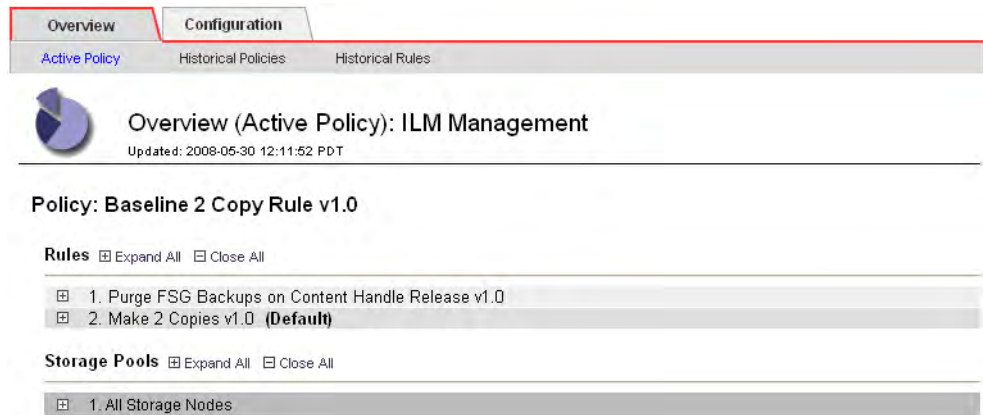 Overview Configuration
Active Policy Historical Policies Historical Rules
Overview (Active Policy): ILM Management
Updated: 2008-05-30 12:11:52 PDT
Policy: Baseline 2 Copy Rule v1.0
Rules Expand All Close All
1. Purge FSG Backups on Content Handle Release v1.0
2. Make 2 Copies v1.0 (Default)
Storage Pools Expand All Close All
1. All Storage Nodes